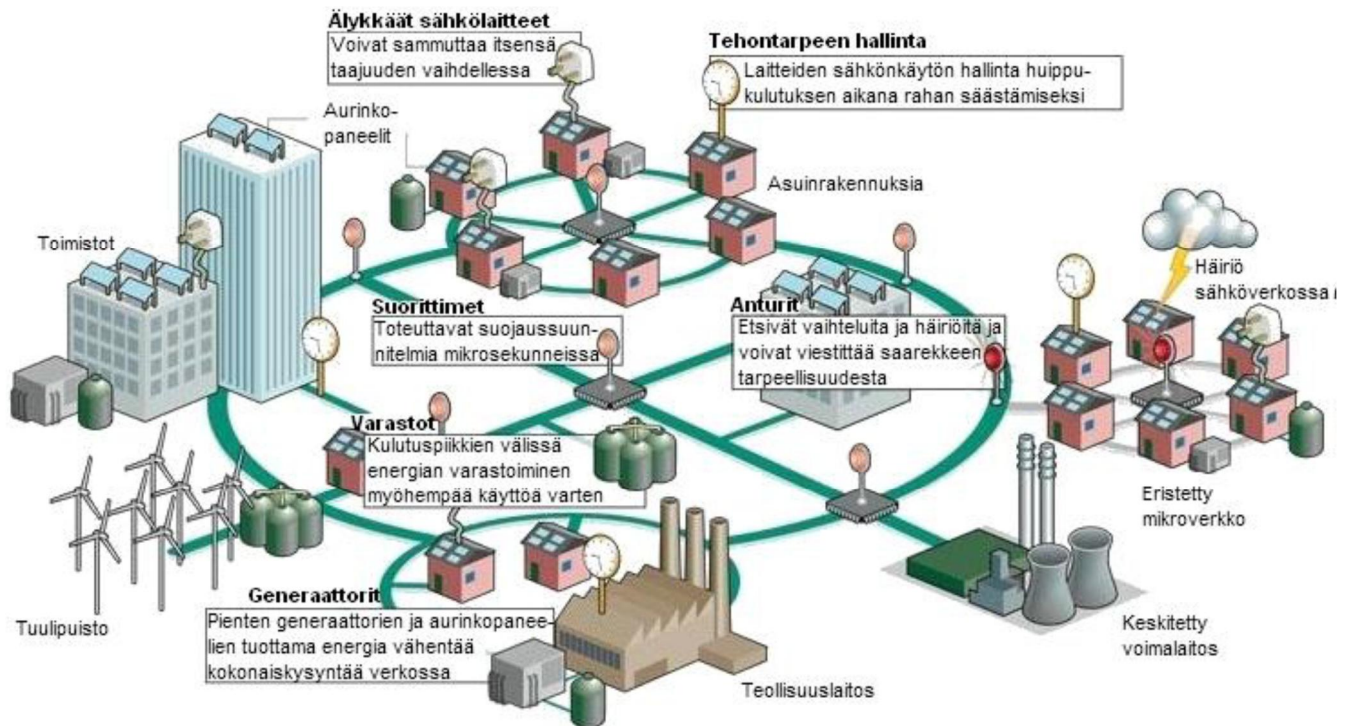 Älykkäät sähkölaitteet
Voivat sammuttaa itsensä
taajuuden vaihdellessa
Tehontarpeen hallinta
Laitteiden sähkönkäytön hallinta huippu-
kulutuksen aikana rahan säästämiseksi
Aurinko-
paneelit
Asuinrakennuksia
Toimistot
Häiriö
sähköverkossa
Suorittimet
Toteuttavat suojaussuun-
nitelmia mikrosekunneissa
Anturit
Etsivät vaihteluita ja häiriöitä ja
voivat viestittää saarekkeen
tarpeellisuudesta
Varastot
Kulutuspiikkien välissä
energian varastoiminen
myöhempää käyttöä varten
Eristetty
mikroverkko
Generaattorit
Pienten generaattorien ja aurinkopanee-
lien tuottama energia vähentää
kokonaiskysyntää verkossa
Tuulipuisto
Keskitetty
voimalaitos
Teollisuuslaitos